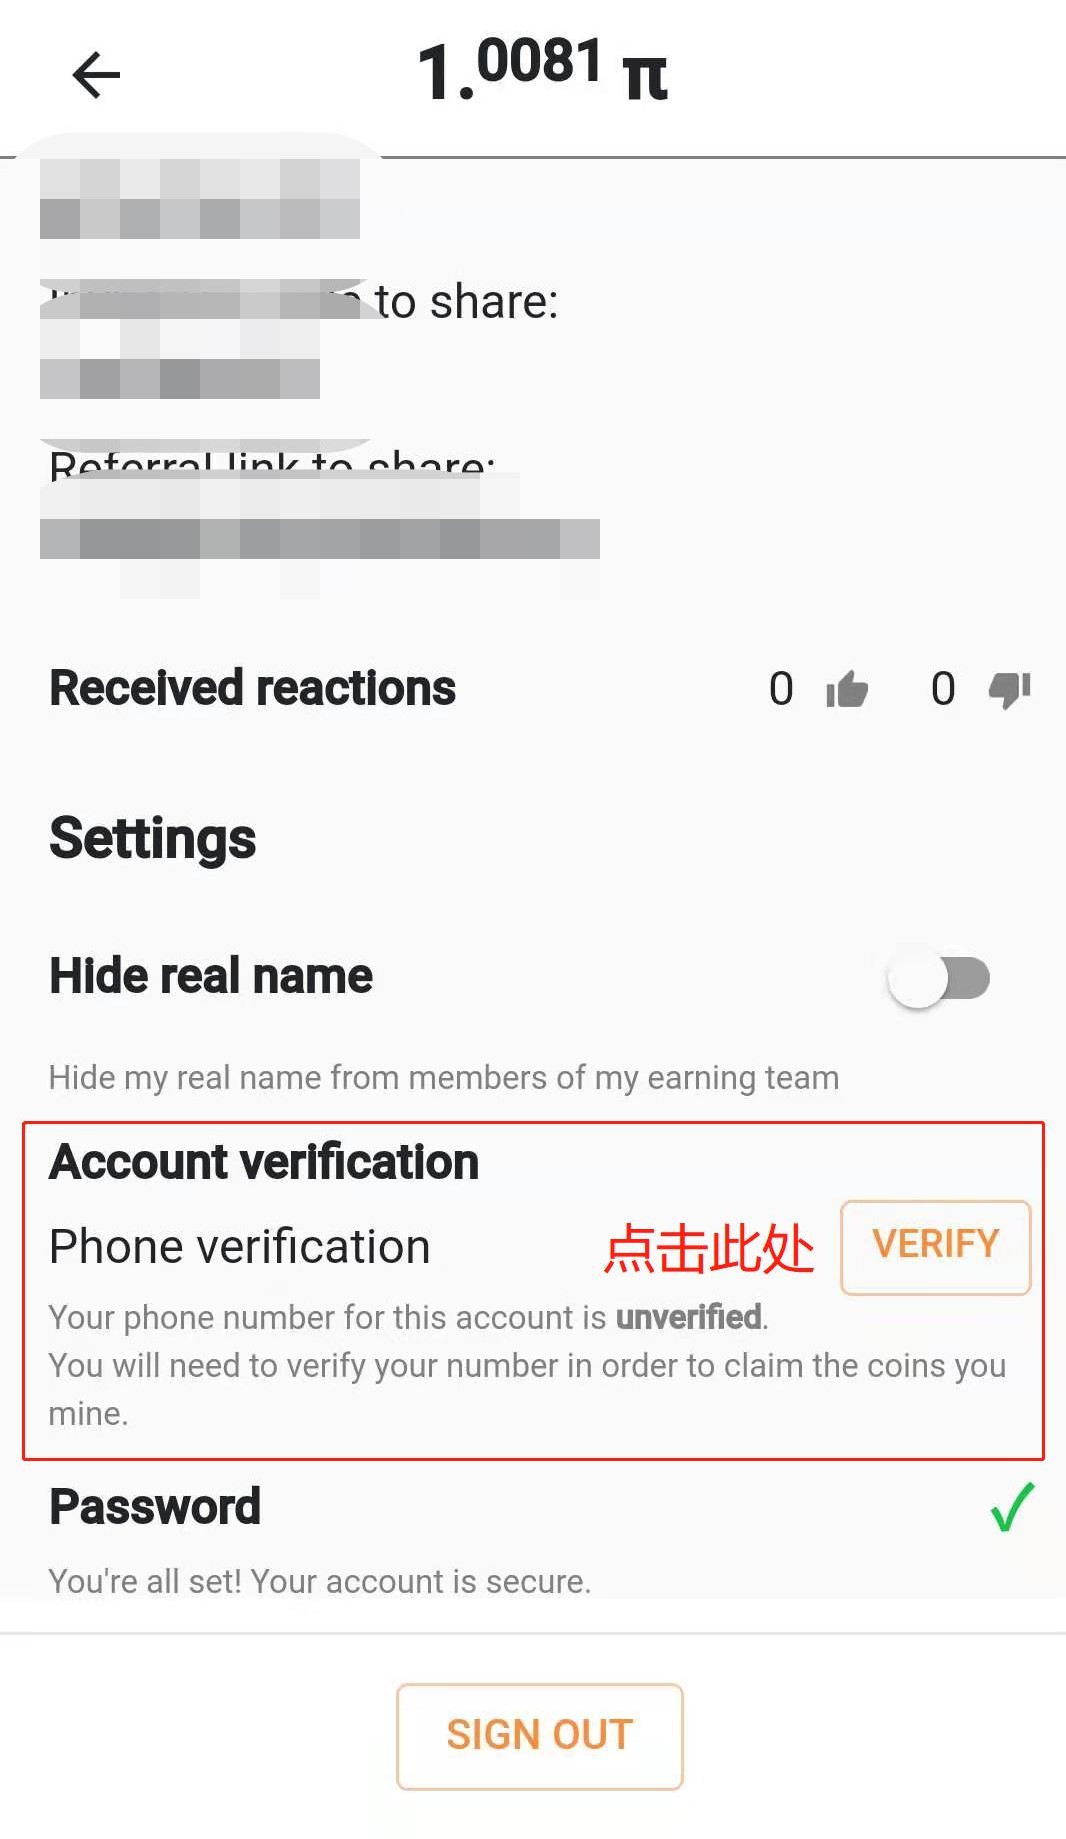 1.0081 π
to share:
Referral link to share:
Received reactions
0 0
Settings
Hide real name
Hide my real name from members of my earning team
Account verification
Phone verification 点击此处 VERIFY
Your phone number for this account is unverified.
You will need to verify your number in order to claim the coins you
mine.
Password
You're all set! Your account is secure.
SIGN OUT